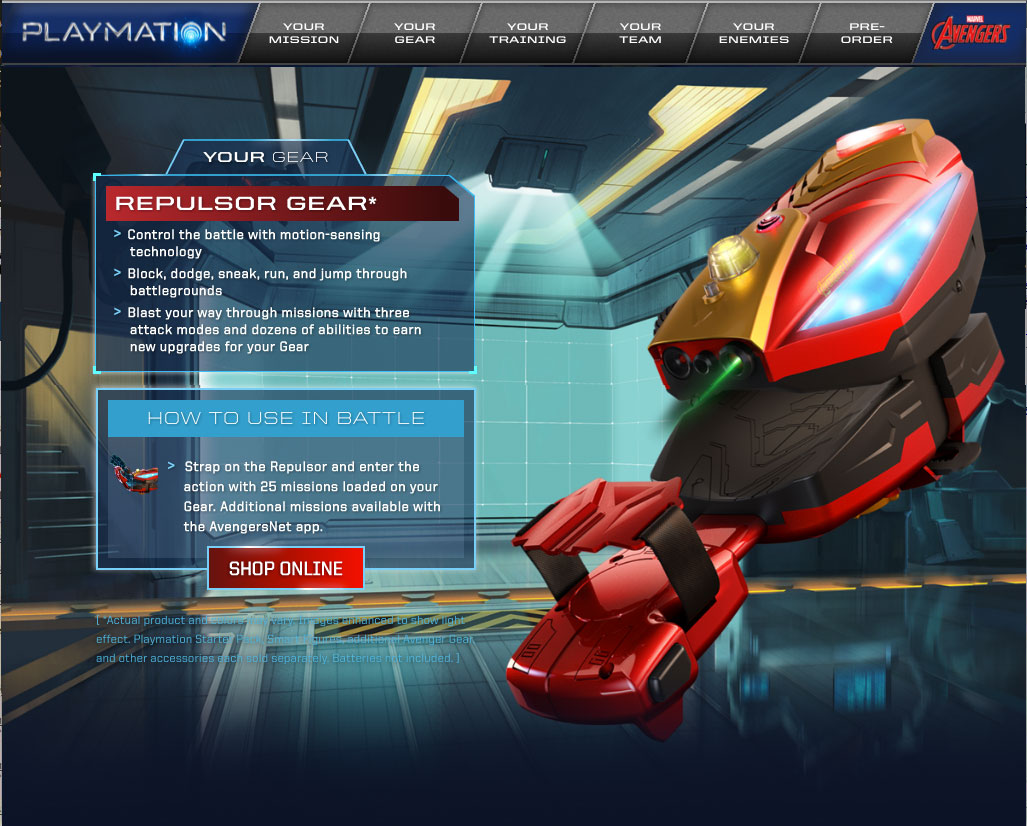 PLAYMATION
YOUR
MISSION
YOUR
GEAR
YOUR
TRAINING
YOUR
TEAM
YOUR
ENEMIES
PRE-
ORDER
MARVEL
AVENGERS
YOUR GEAR
REPULSOR GEAR*
> Control the battle with motion-sensing
technology
> Block, dodge, sneak, run, and jump through
battlegrounds
> Blast your way through missions with three
attack modes and dozens of abilities to earn
new upgrades for your Gear
HOW TO USE IN BATTLE
> Strap on the Repulsor and enter the
action with 25 missions loaded on your
Gear. Additional missions available with
the AvengersNet app.
SHOP ONLINE
[ *Actual product and colors may vary. Images enhanced to show light
effect. Playmation Starter Pack, Smart Figures, additional Avenger Gear,
and other accessories each sold separately. Batteries not included. ]